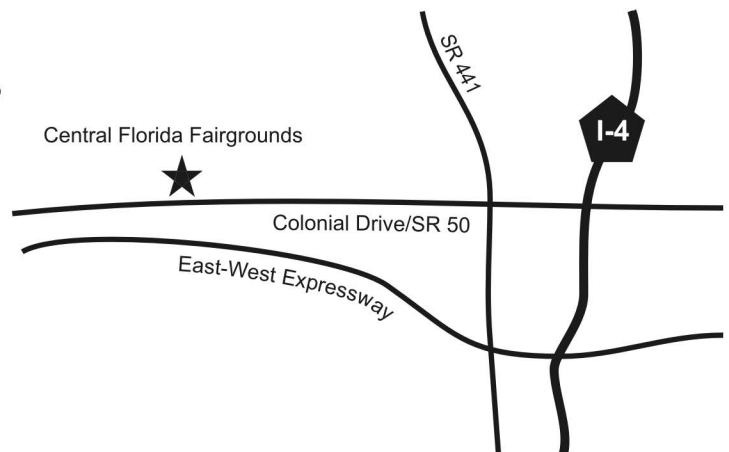 SR 441
I-4
Central Florida Fairgrounds
Colonial Drive/SR 50
East-West Expressway